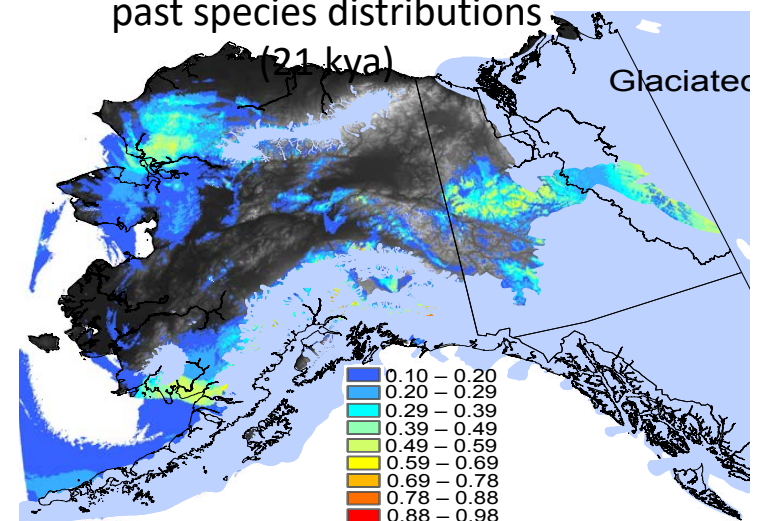 past species distributions
(21 kya)
Glaciated
0.10 – 0.20
0.20 – 0.29
0.29 – 0.39
0.39 – 0.49
0.49 – 0.59
0.59 – 0.69
0.69 – 0.78
0.78 – 0.88
0.88 – 0.98